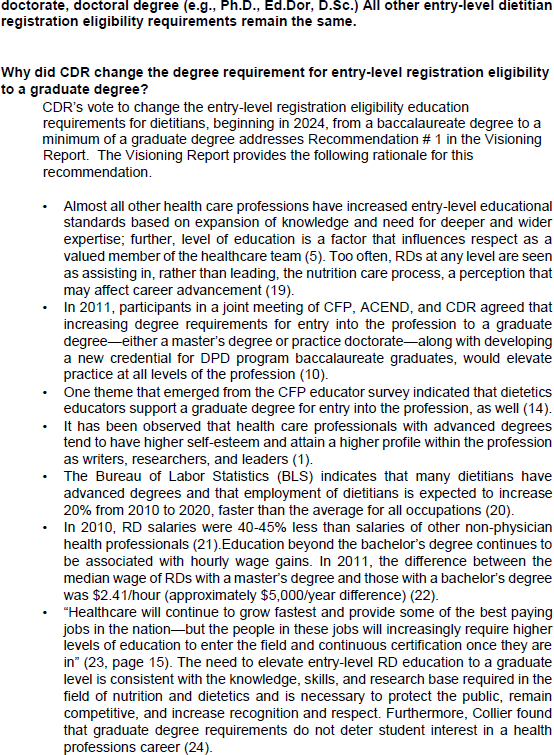 doctorate, doctoral degree (e.g., Ph.D., Ed.Dor, D.Sc.) All other entry-level dietitian
registration eligibility requirements remain the same.
Why did CDR change the degree requirement for entry-level registration eligibility
to a graduate degree?
CDR's vote to change the entry-level registration eligibility education
requirements for dietitians, beginning in 2024, from a baccalaureate degree to a
minimum of a graduate degree addresses Recommendation # 1 in the Visioning
Report.  The Visioning Report provides the following rationale for this
recommendation.
• Almost all other health care professions have increased entry-level educational
standards based on expansion of knowledge and need for deeper and wider
expertise; further, level of education is a factor that influences respect as a
valued member of the healthcare team (5). Too often, RDs at any level are seen
as assisting in, rather than leading, the nutrition care process, a perception that
may affect career advancement (19).
• In 2011, participants in a joint meeting of CFP, ACEND, and CDR agreed that
increasing degree requirements for entry into the profession to a graduate
degree—either a master's degree or practice doctorate—along with developing
a new credential for DPD program baccalaureate graduates, would elevate
practice at all levels of the profession (10).
• One theme that emerged from the CFP educator survey indicated that dietetics
educators support a graduate degree for entry into the profession, as well (14).
• It has been observed that health care professionals with advanced degrees
tend to have higher self-esteem and attain a higher profile within the profession
as writers, researchers, and leaders (1).
• The Bureau of Labor Statistics (BLS) indicates that many dietitians have
advanced degrees and that employment of dietitians is expected to increase
20% from 2010 to 2020, faster than the average for all occupations (20).
• In 2010, RD salaries were 40-45% less than salaries of other non-physician
health professionals (21).Education beyond the bachelor's degree continues to
be associated with hourly wage gains. In 2011, the difference between the
median wage of RDs with a master's degree and those with a bachelor's degree
was $2.41/hour (approximately $5,000/year difference) (22).
• “Healthcare will continue to grow fastest and provide some of the best paying
jobs in the nation—but the people in these jobs will increasingly require higher
levels of education to enter the field and continuous certification once they are
in” (23, page 15). The need to elevate entry-level RD education to a graduate
level is consistent with the knowledge, skills, and research base required in the
field of nutrition and dietetics and is necessary to protect the public, remain
competitive, and increase recognition and respect. Furthermore, Collier found
that graduate degree requirements do not deter student interest in a health
professions career (24).